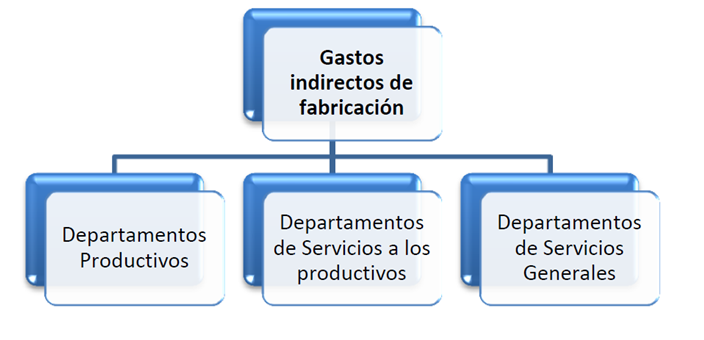 Gastos
indirectos de
fabricación
Departamentos
Productivos
Departamentos
de Servicios a los
productivos
Departamentos
de Servicios
Generales